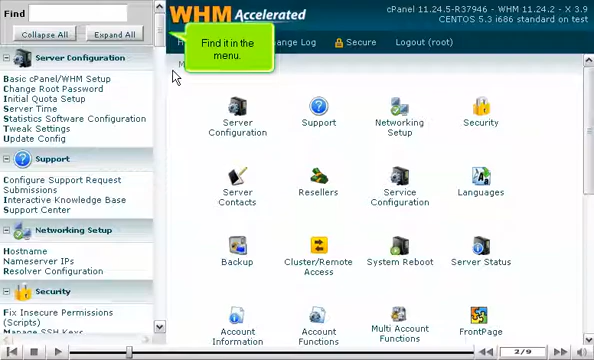 Find
Collapse All
Expand All
Server Configuration
Basic cPanel/WHM Setup
Change Root Password
Initial Quota Setup
Server Time
Statistics Software Configuration
Tweak Settings
Update Config
Support
Configure Support Request
Submissions
Interactive Knowledge Base
Support Center
Networking Setup
Hostname
Nameserver IPs
Resolver Configuration
Security
Fix Insecure Permissions
(Scripts)
Manage SSH Keys
WHM Accelerated
cPanel 11.24.5-R37946 - WHM 11.24.2 - X 3.9
CENTOS 5.3 i686 standard on test
Change Log
Secure
Logout (root)
Find it in the
menu.
Server
Configuration
Support
Networking
Setup
Security
Server
Contacts
Resellers
Service
Configuration
Languages
Backup
Cluster/Remote
Access
System Reboot
Server Status
Account
Information
Account
Functions
Multi Account
Functions
FrontPage
2/9